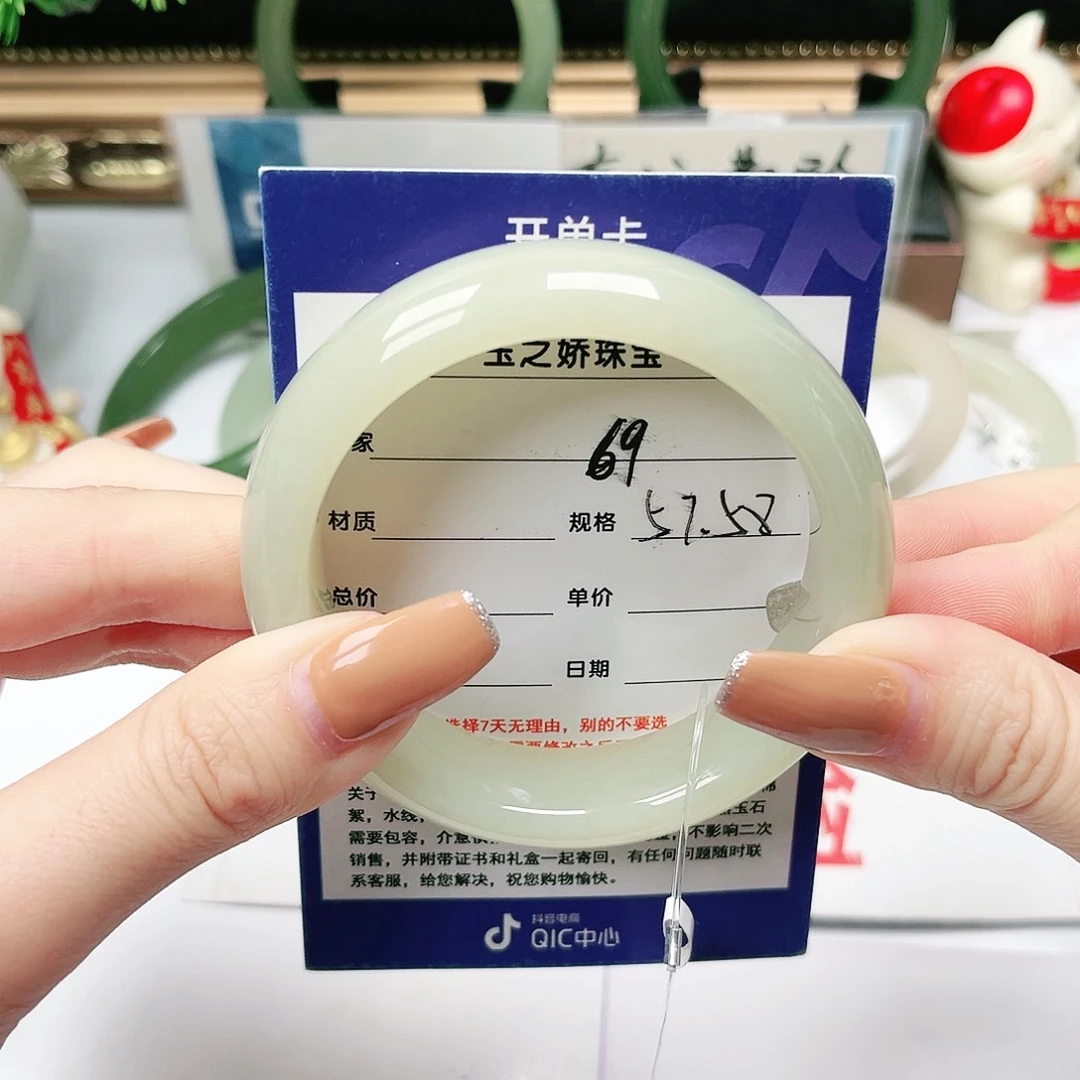 开单卡
玉之娇珠宝
家 69
材质 规格 57.58
总价 单价
日期
选择7天无理由，别的不要选
关于
絮，水线， 玉石
需要包容，介意 不影响二次
销售，并附带证书和礼盒一起寄回，有任何问题随时联
系客服，给您解决，祝您购物愉快。
抖音电商
QIC中心